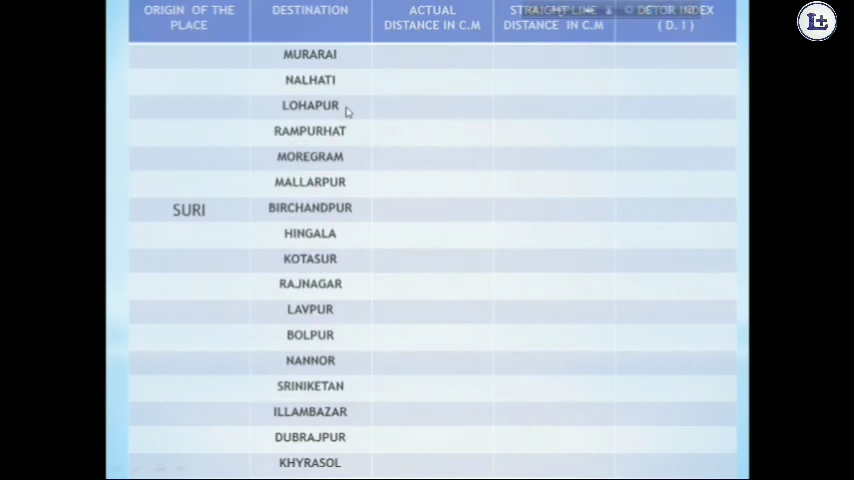 ORIGIN OF THE PLACE
DESTINATION
ACTUAL DISTANCE IN C.M
STRAIGHT LINE DISTANCE IN C.M
DETOR INDEX ( D. I )
MURARAI
NALHATI
LOHAPUR
RAMPURHAT
MOREGRAM
MALLARPUR
SURI
BIRCHANDPUR
HINGALA
KOTASUR
RAJNAGAR
LAVPUR
BOLPUR
NANNOR
SRINIKETAN
ILLAMBAZAR
DUBRAJPUR
KHYRASOL
L+